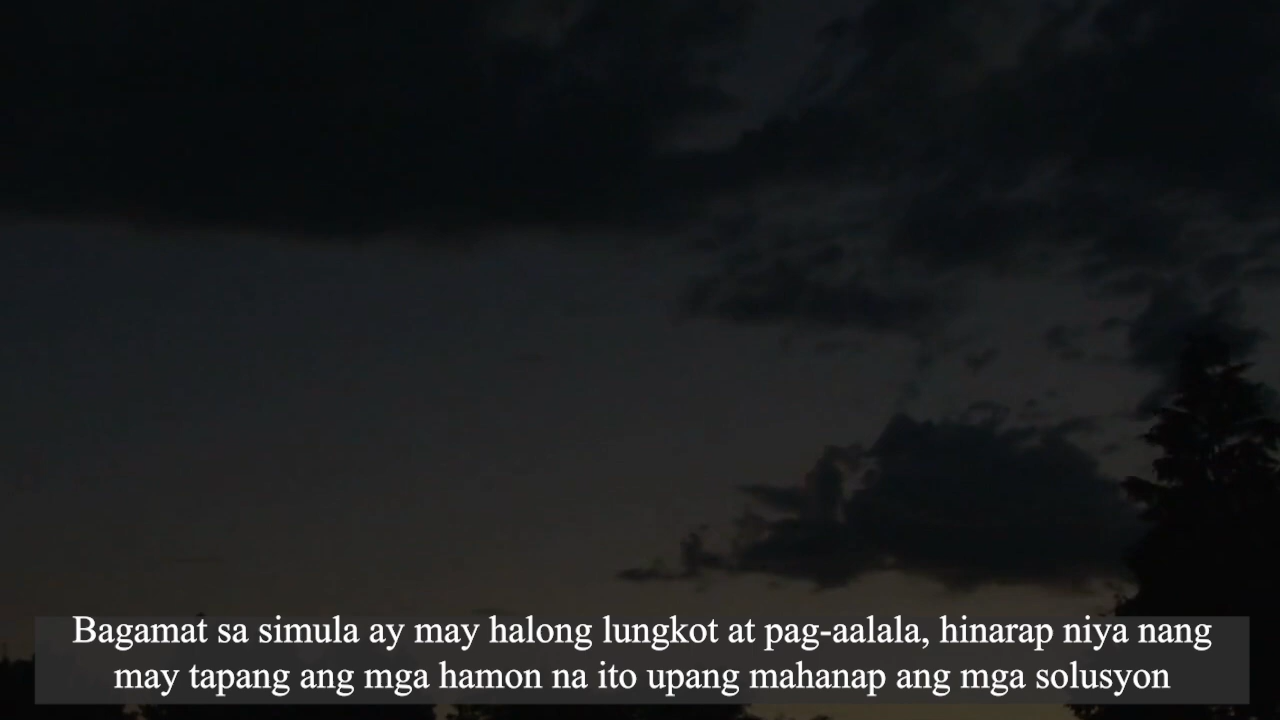 Bagamat sa simula ay may halong lungkot at pag-aalala, hinarap niya nang
may tapang ang mga hamon na ito upang mahanap ang mga solusyon